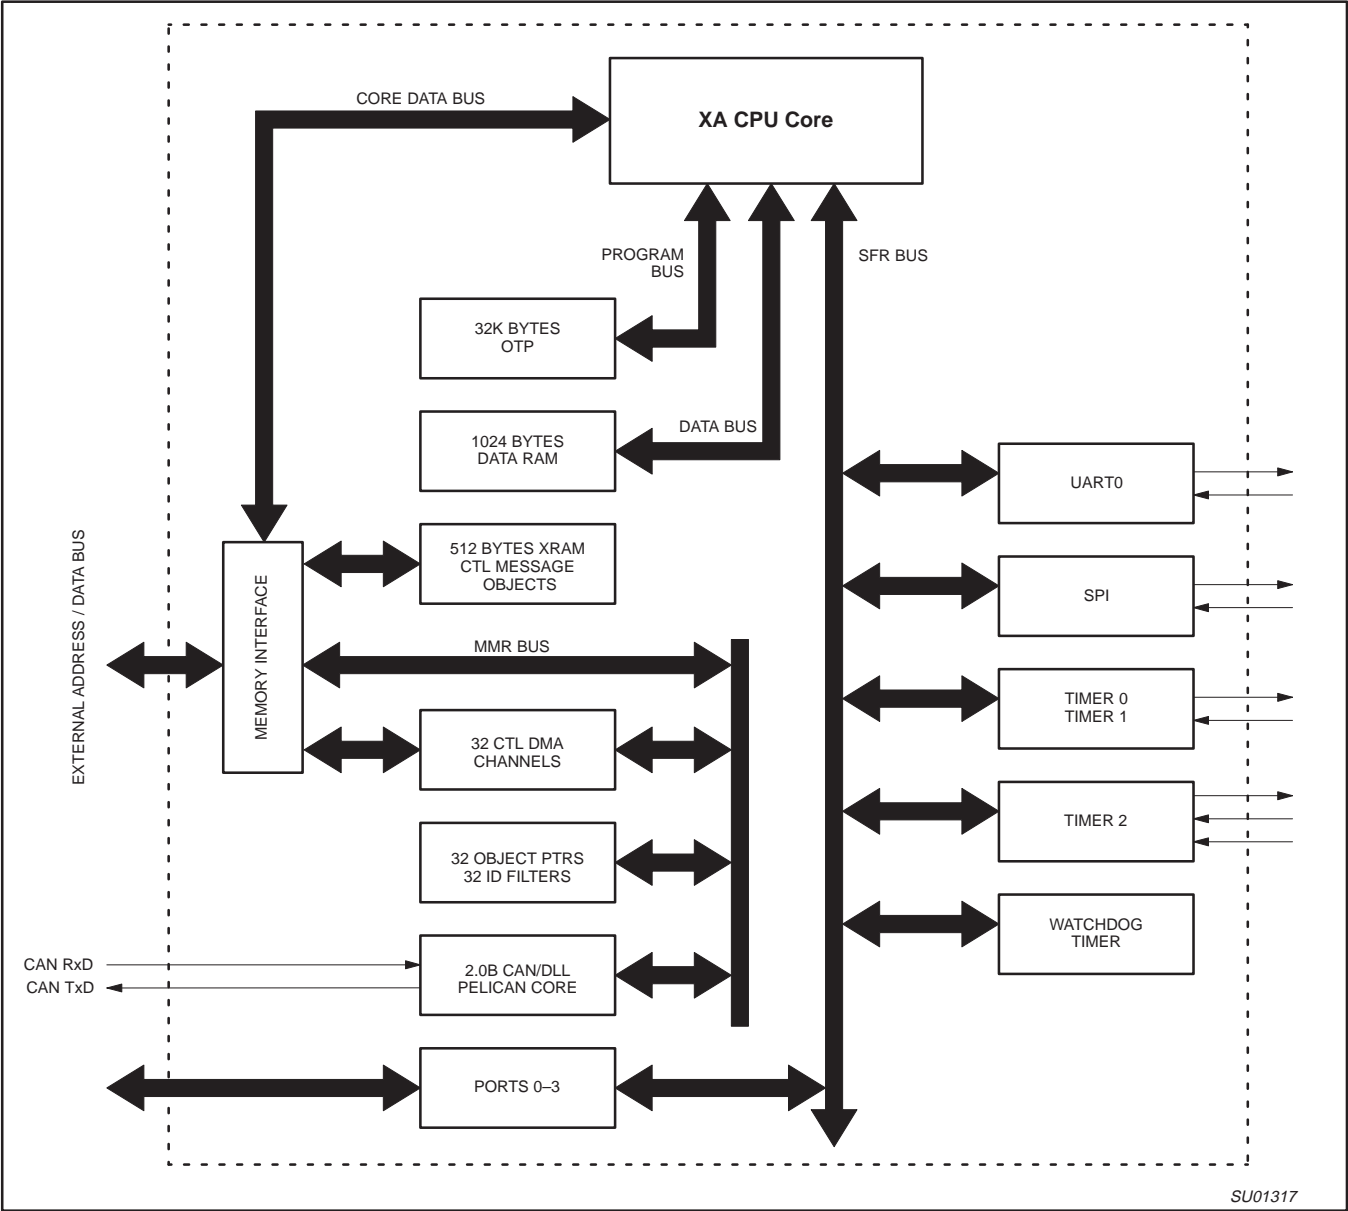 CORE DATA BUS
XA CPU Core
PROGRAM
BUS
SFR BUS
32K BYTES
OTP
1024 BYTES
DATA RAM
DATA BUS
UART0
512 BYTES XRAM
CTL MESSAGE
OBJECTS
SPI
EXTERNAL ADDRESS / DATA BUS
MEMORY INTERFACE
MMR BUS
TIMER 0
TIMER 1
32 CTL DMA
CHANNELS
TIMER 2
32 OBJECT PTRS
32 ID FILTERS
WATCHDOG
TIMER
CAN RxD
CAN TxD
2.0B CAN/DLL
PELICAN CORE
PORTS 0–3
SU01317